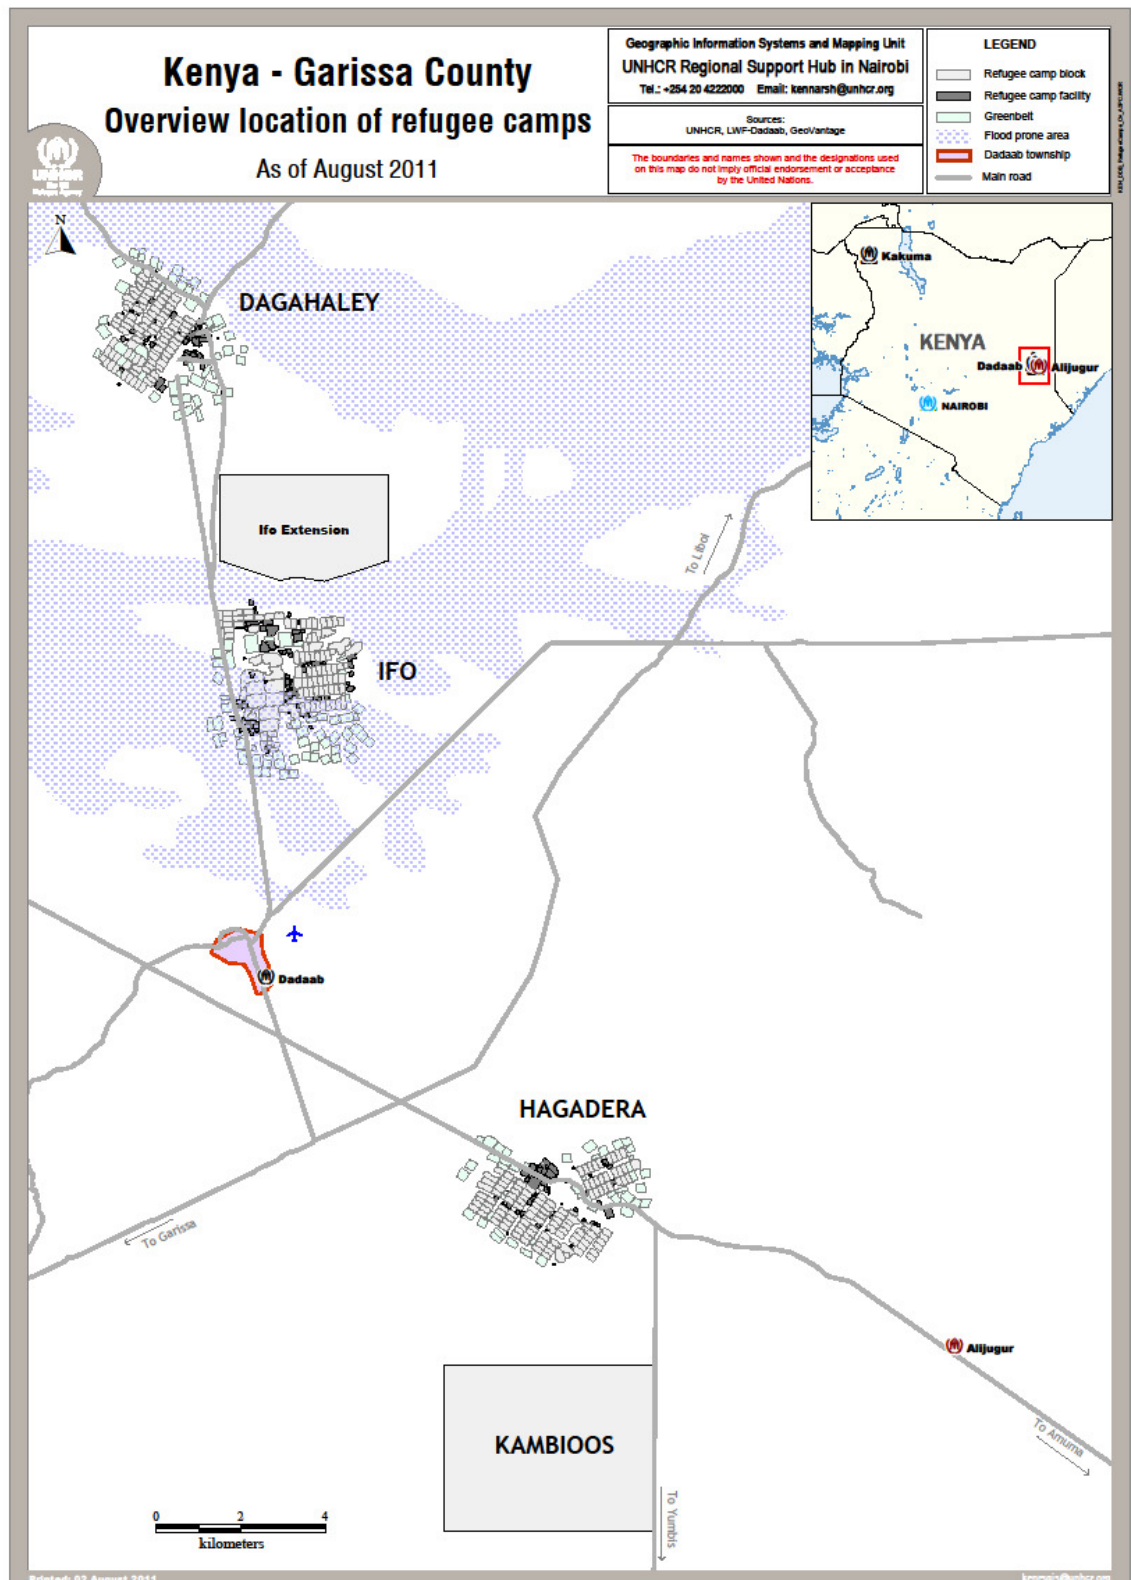 Kenya - Garissa County
Overview location of refugee camps
As of August 2011
UNHCR
Geographic Information Systems and Mapping Unit
UNHCR Regional Support Hub in Nairobi
Tel.: +254 20 4222000   Email: kennarsh@unhcr.org
Sources:
UNHCR, LWF-Dadaab, GeoVantage
The boundaries and names shown and the designations used
on this map do not imply official endorsement or acceptance
by the United Nations.
LEGEND
Refugee camp block
Refugee camp facility
Greenbelt
Flood prone area
Dadaab township
Main road
N
DAGAHALEY
Kakuma
KENYA
Dadaab
Alijugur
NAIROBI
Ifo Extension
To Liboi
IFO
Dadaab
HAGADERA
To Garissa
Alijugur
KAMBIOOS
To Amuma
To Yumbis
0 2 4
kilometers
Printed: 02 August 2011